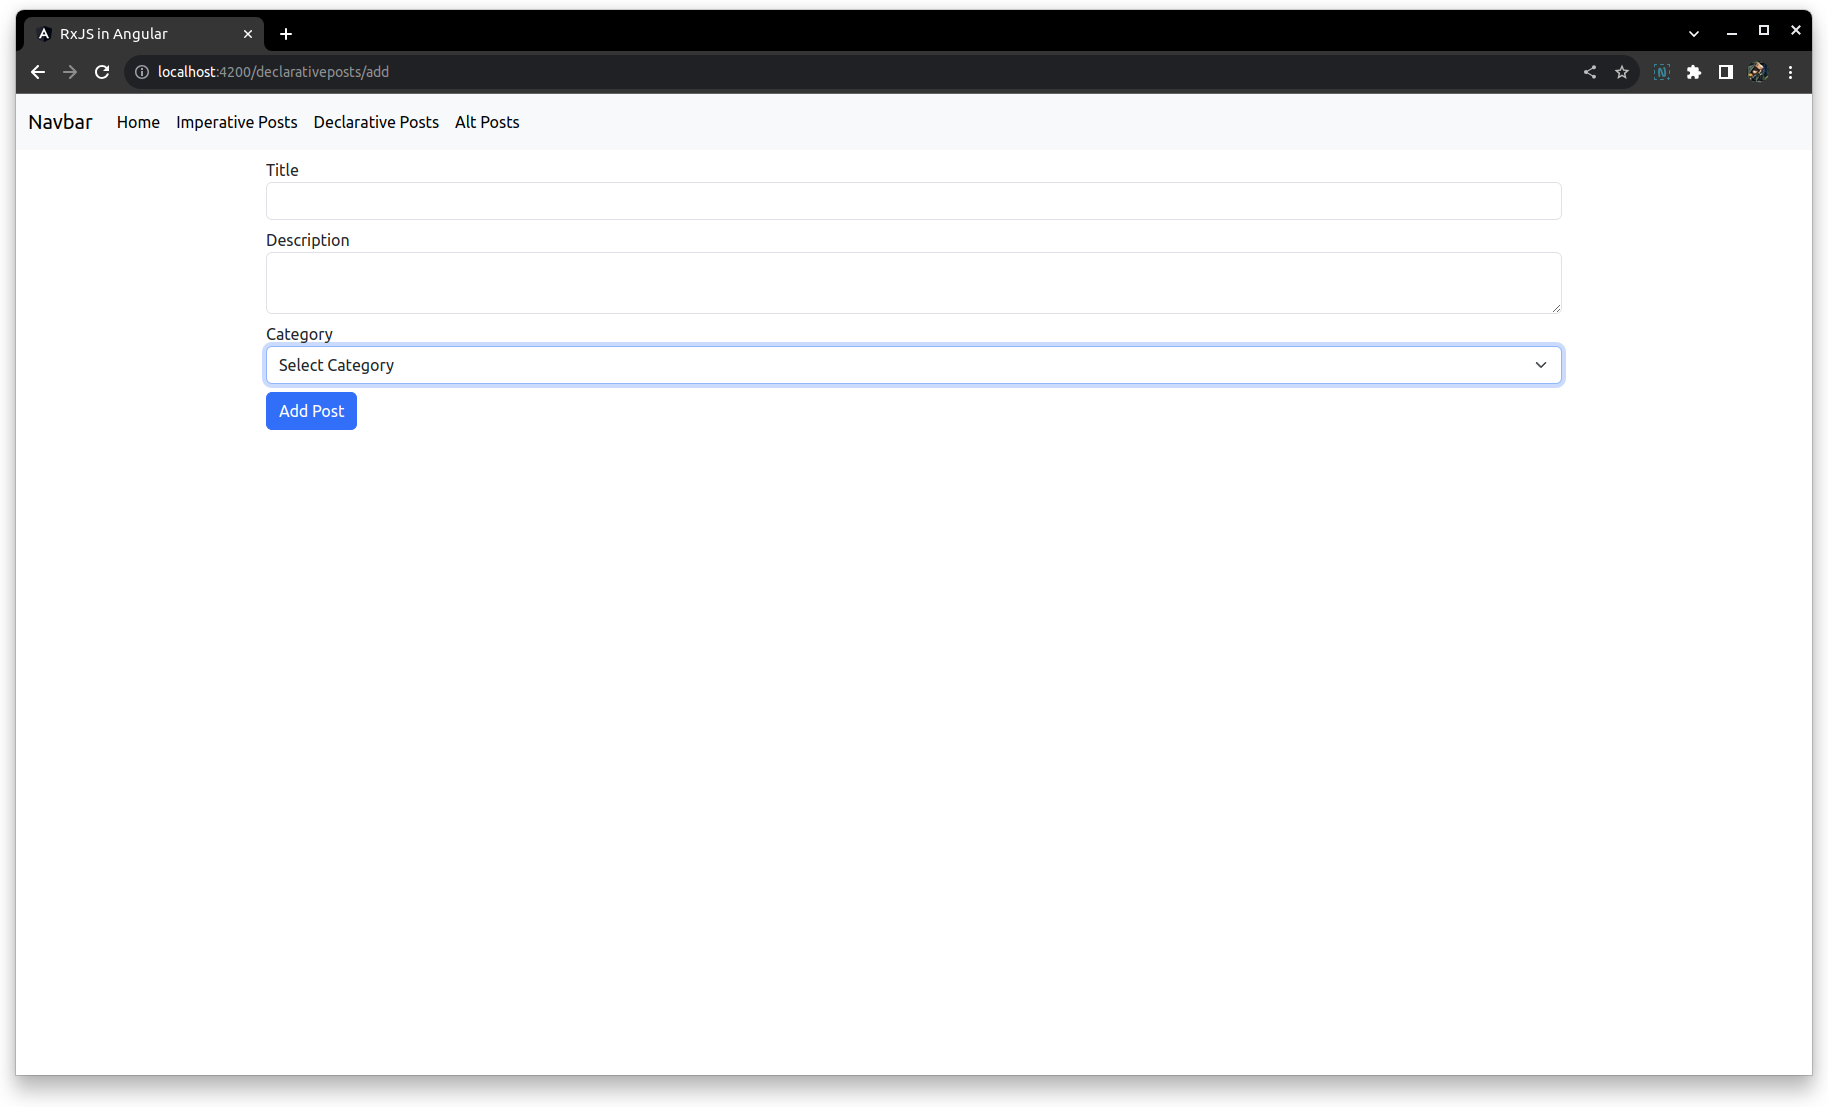 RxJS in Angular
localhost:4200/declarativeposts/add
Navbar Home Imperative Posts Declarative Posts Alt Posts
Title
Description
Category
Select Category
Add Post